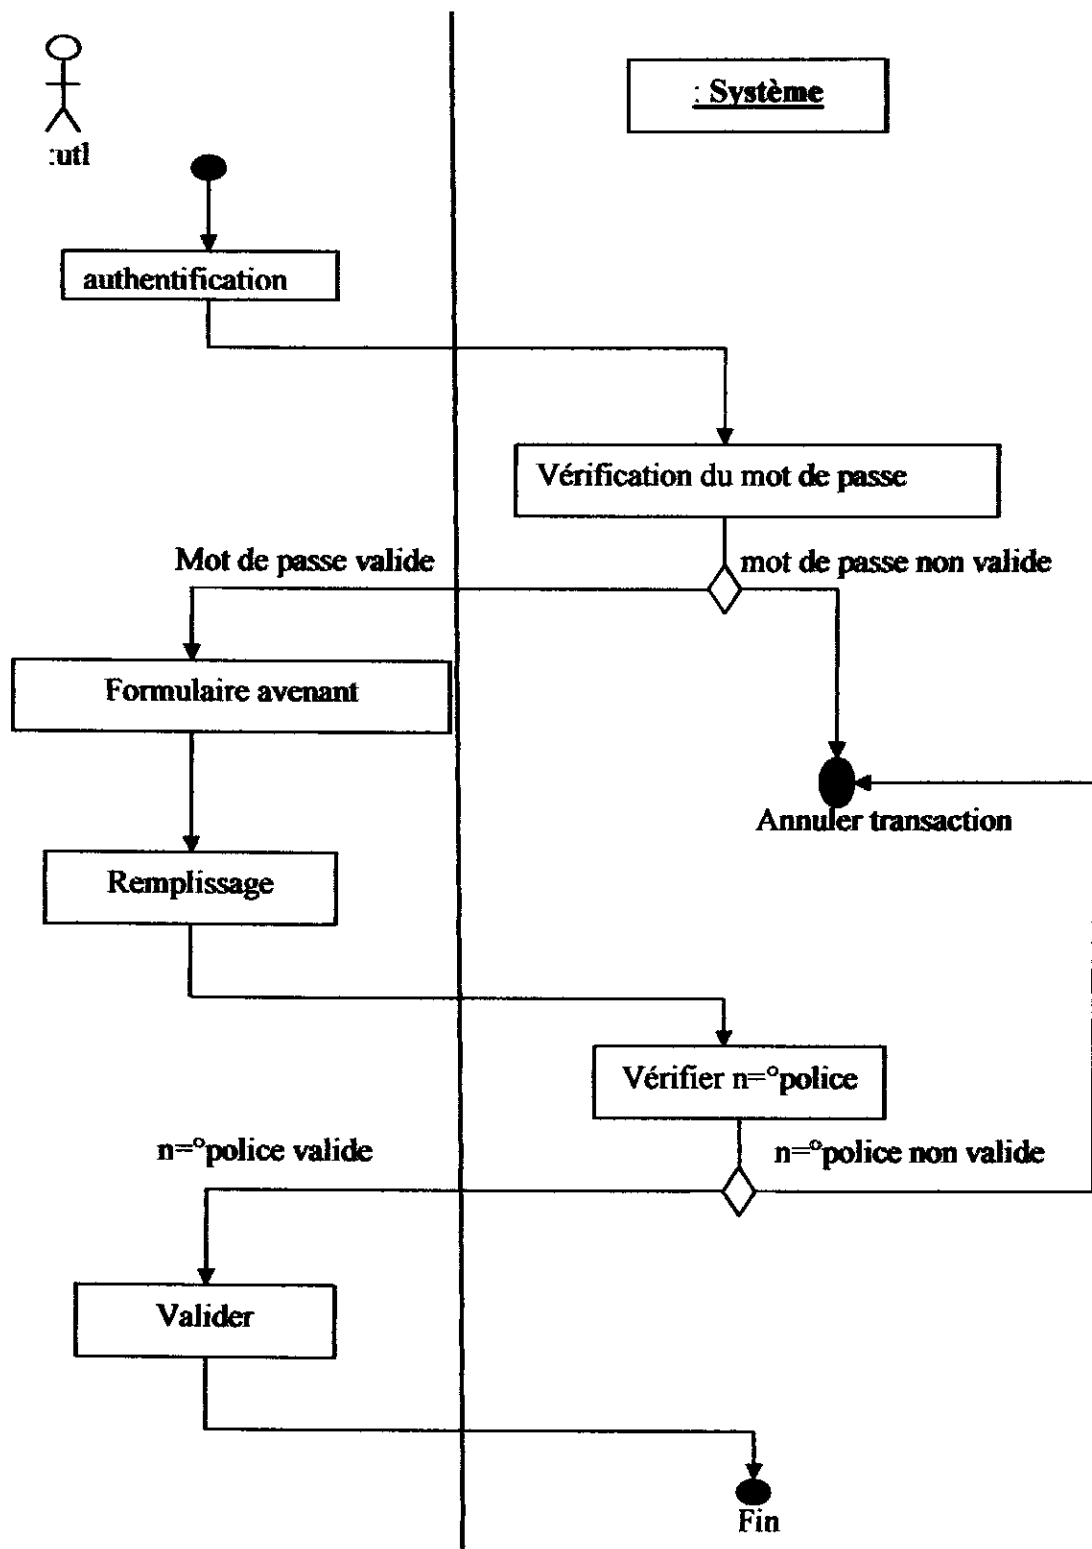 : Système
:utl
authentification
Vérification du mot de passe
Mot de passe valide
mot de passe non valide
Formulaire avenant
Annuler transaction
Remplissage
Vérifier n=°police
n=°police valide
n=°police non valide
Valider
Fin